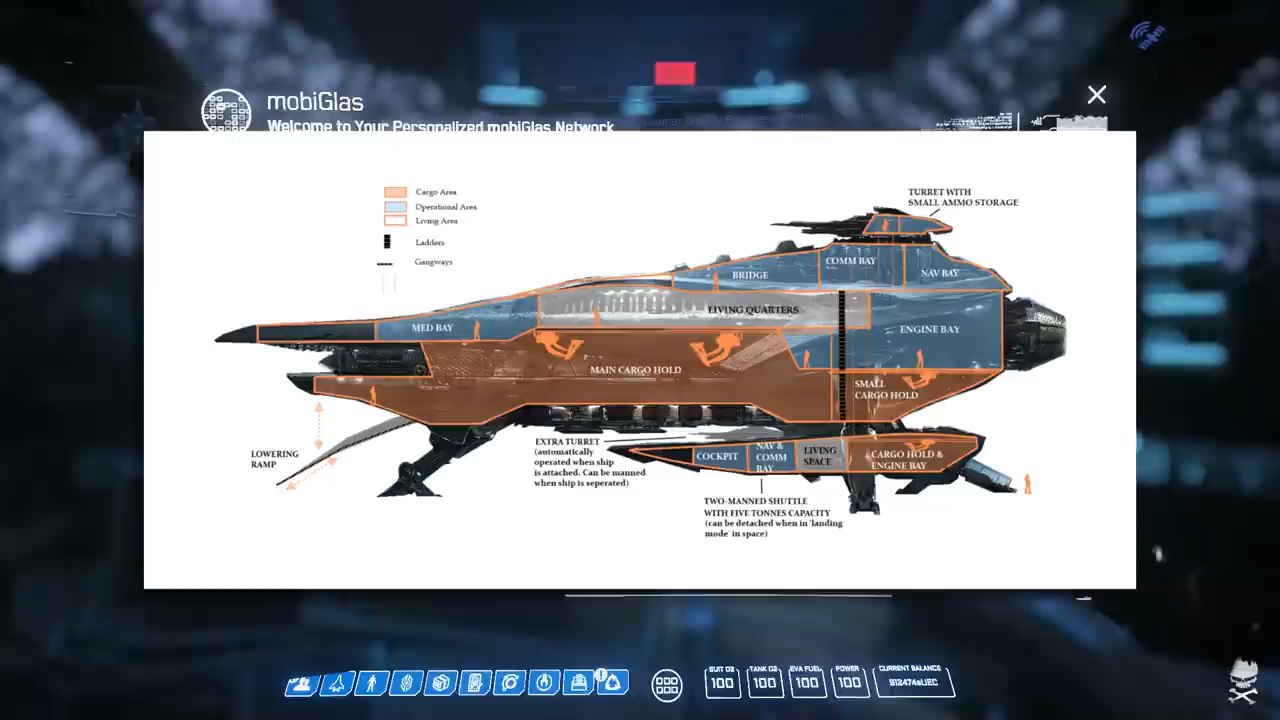 mobiGlas
Welcome to Your Personalized mobiGlas Network
Cargo Area
Operational Area
Living Area
Ladders
Gangways
TURRET WITH
SMALL AMMO STORAGE
BRIDGE
COMM BAY
NAV BAY
MED BAY
LIVING QUARTERS
ENGINE BAY
MAIN CARGO HOLD
SMALL
CARGO HOLD
LOWERING
RAMP
EXTRA TURRET
(automatically
operated when ship
is attached. Can be manned
when ship is seperated)
COCKPIT
NAV &
COMM
BAY
LIVING
SPACE
CARGO HOLD &
ENGINE BAY
TWO-MANNED SHUTTLE
WITH FIVE TONNES CAPACITY
(can be detached when in 'landing
mode' in space)
SUIT O2
100
TANK O2
100
EVA FUEL
100
POWER
100
CURRENT BALANCE
912474aUEC